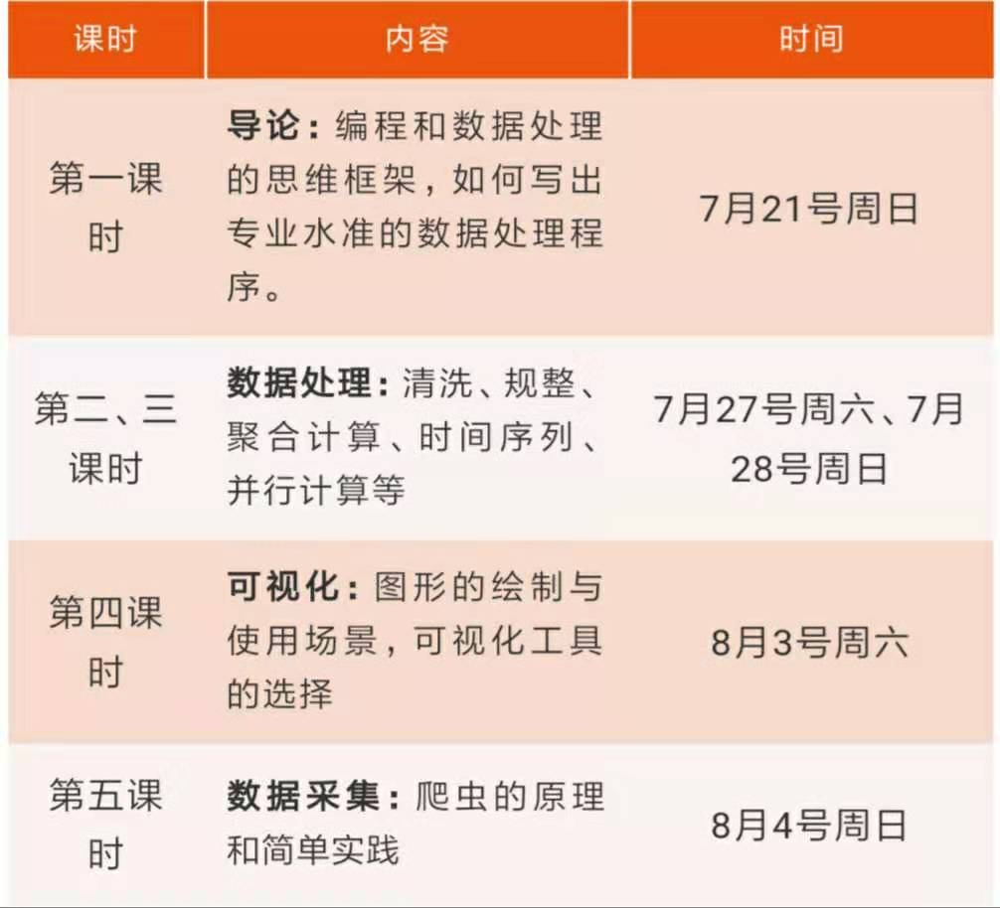 课时
内容
时间
第一课
时
导论：编程和数据处理
的思维框架，如何写出
专业水准的数据处理程
序。
7月21号周日
第二、三
课时
数据处理：清洗、规整、
聚合计算、时间序列、
并行计算等
7月27号周六、7月
28号周日
第四课
时
可视化：图形的绘制与
使用场景，可视化工具
的选择
8月3号周六
第五课
时
数据采集：爬虫的原理
和简单实践
8月4号周日